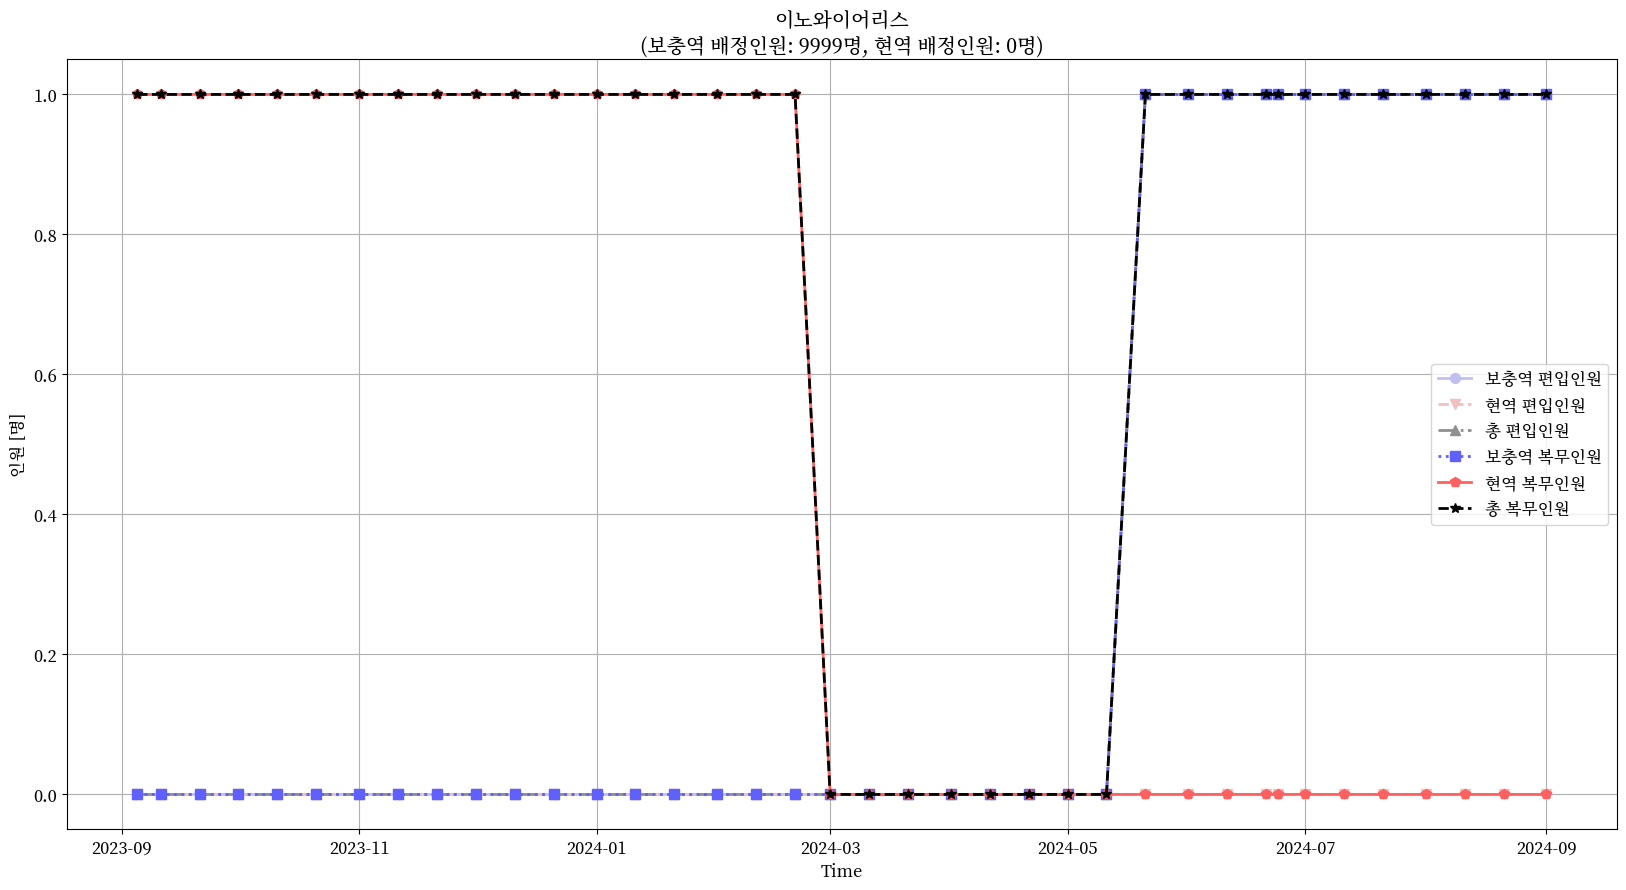 이노와이어리스
(보충역 배정인원: 9999명, 현역 배정인원: 0명)
1.0
0.8
0.6
0.4
0.2
0.0
인원 [명]
보충역 편입인원
현역 편입인원
총 편입인원
보충역 복무인원
현역 복무인원
총 복무인원
2023-09
2023-11
2024-01
2024-03
2024-05
2024-07
2024-09
Time